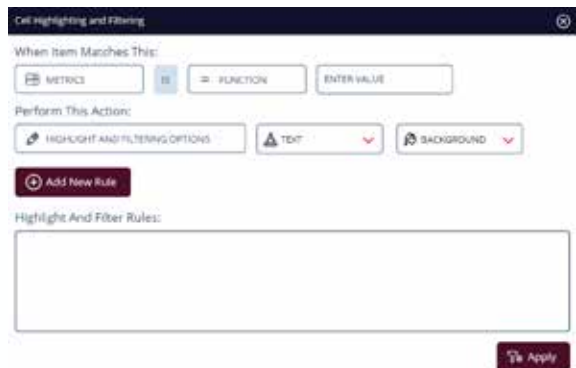 Cell Highlighting and Filtering
When Item Matches This:
METRICS IS = FUNCTION ENTER VALUE
Perform This Action:
HIGHLIGHT AND FILTERING OPTIONS TEXT BACKGROUND
Add New Rule
Highlight And Filter Rules:
Apply